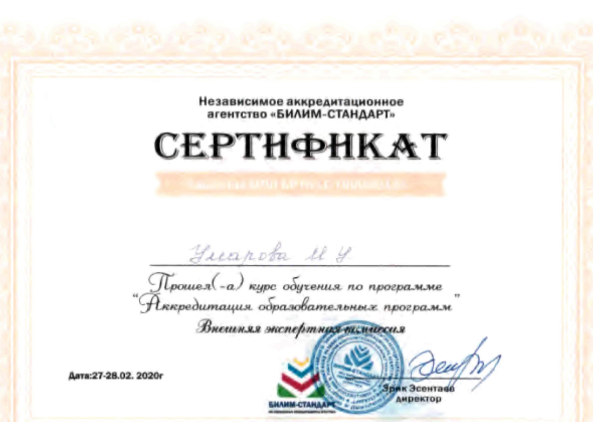 Независимое аккредитационное
агентство «БИЛИМ-СТАНДАРТ»
СЕРТИФИКАТ
Умарова И У
Прошел(-а) курс обучения по программе
"Аккредитация образовательных программ"
Внешняя экспертная комиссия
Дата:27-28.02. 2020г
БИЛИМ-СТАНДАРТ
Эрик Эсентаев
директор